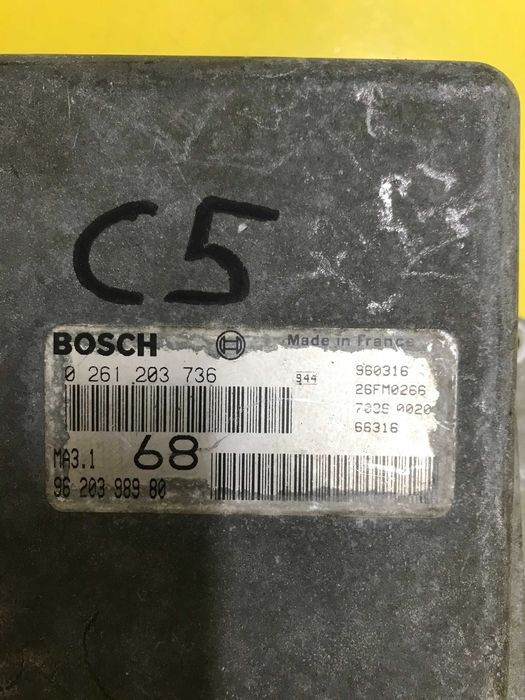 C5
BOSCH Made in France
0 261 203 736 944 960316
26FM0266
0020
66316
MA3.1 68
96 203 989 80